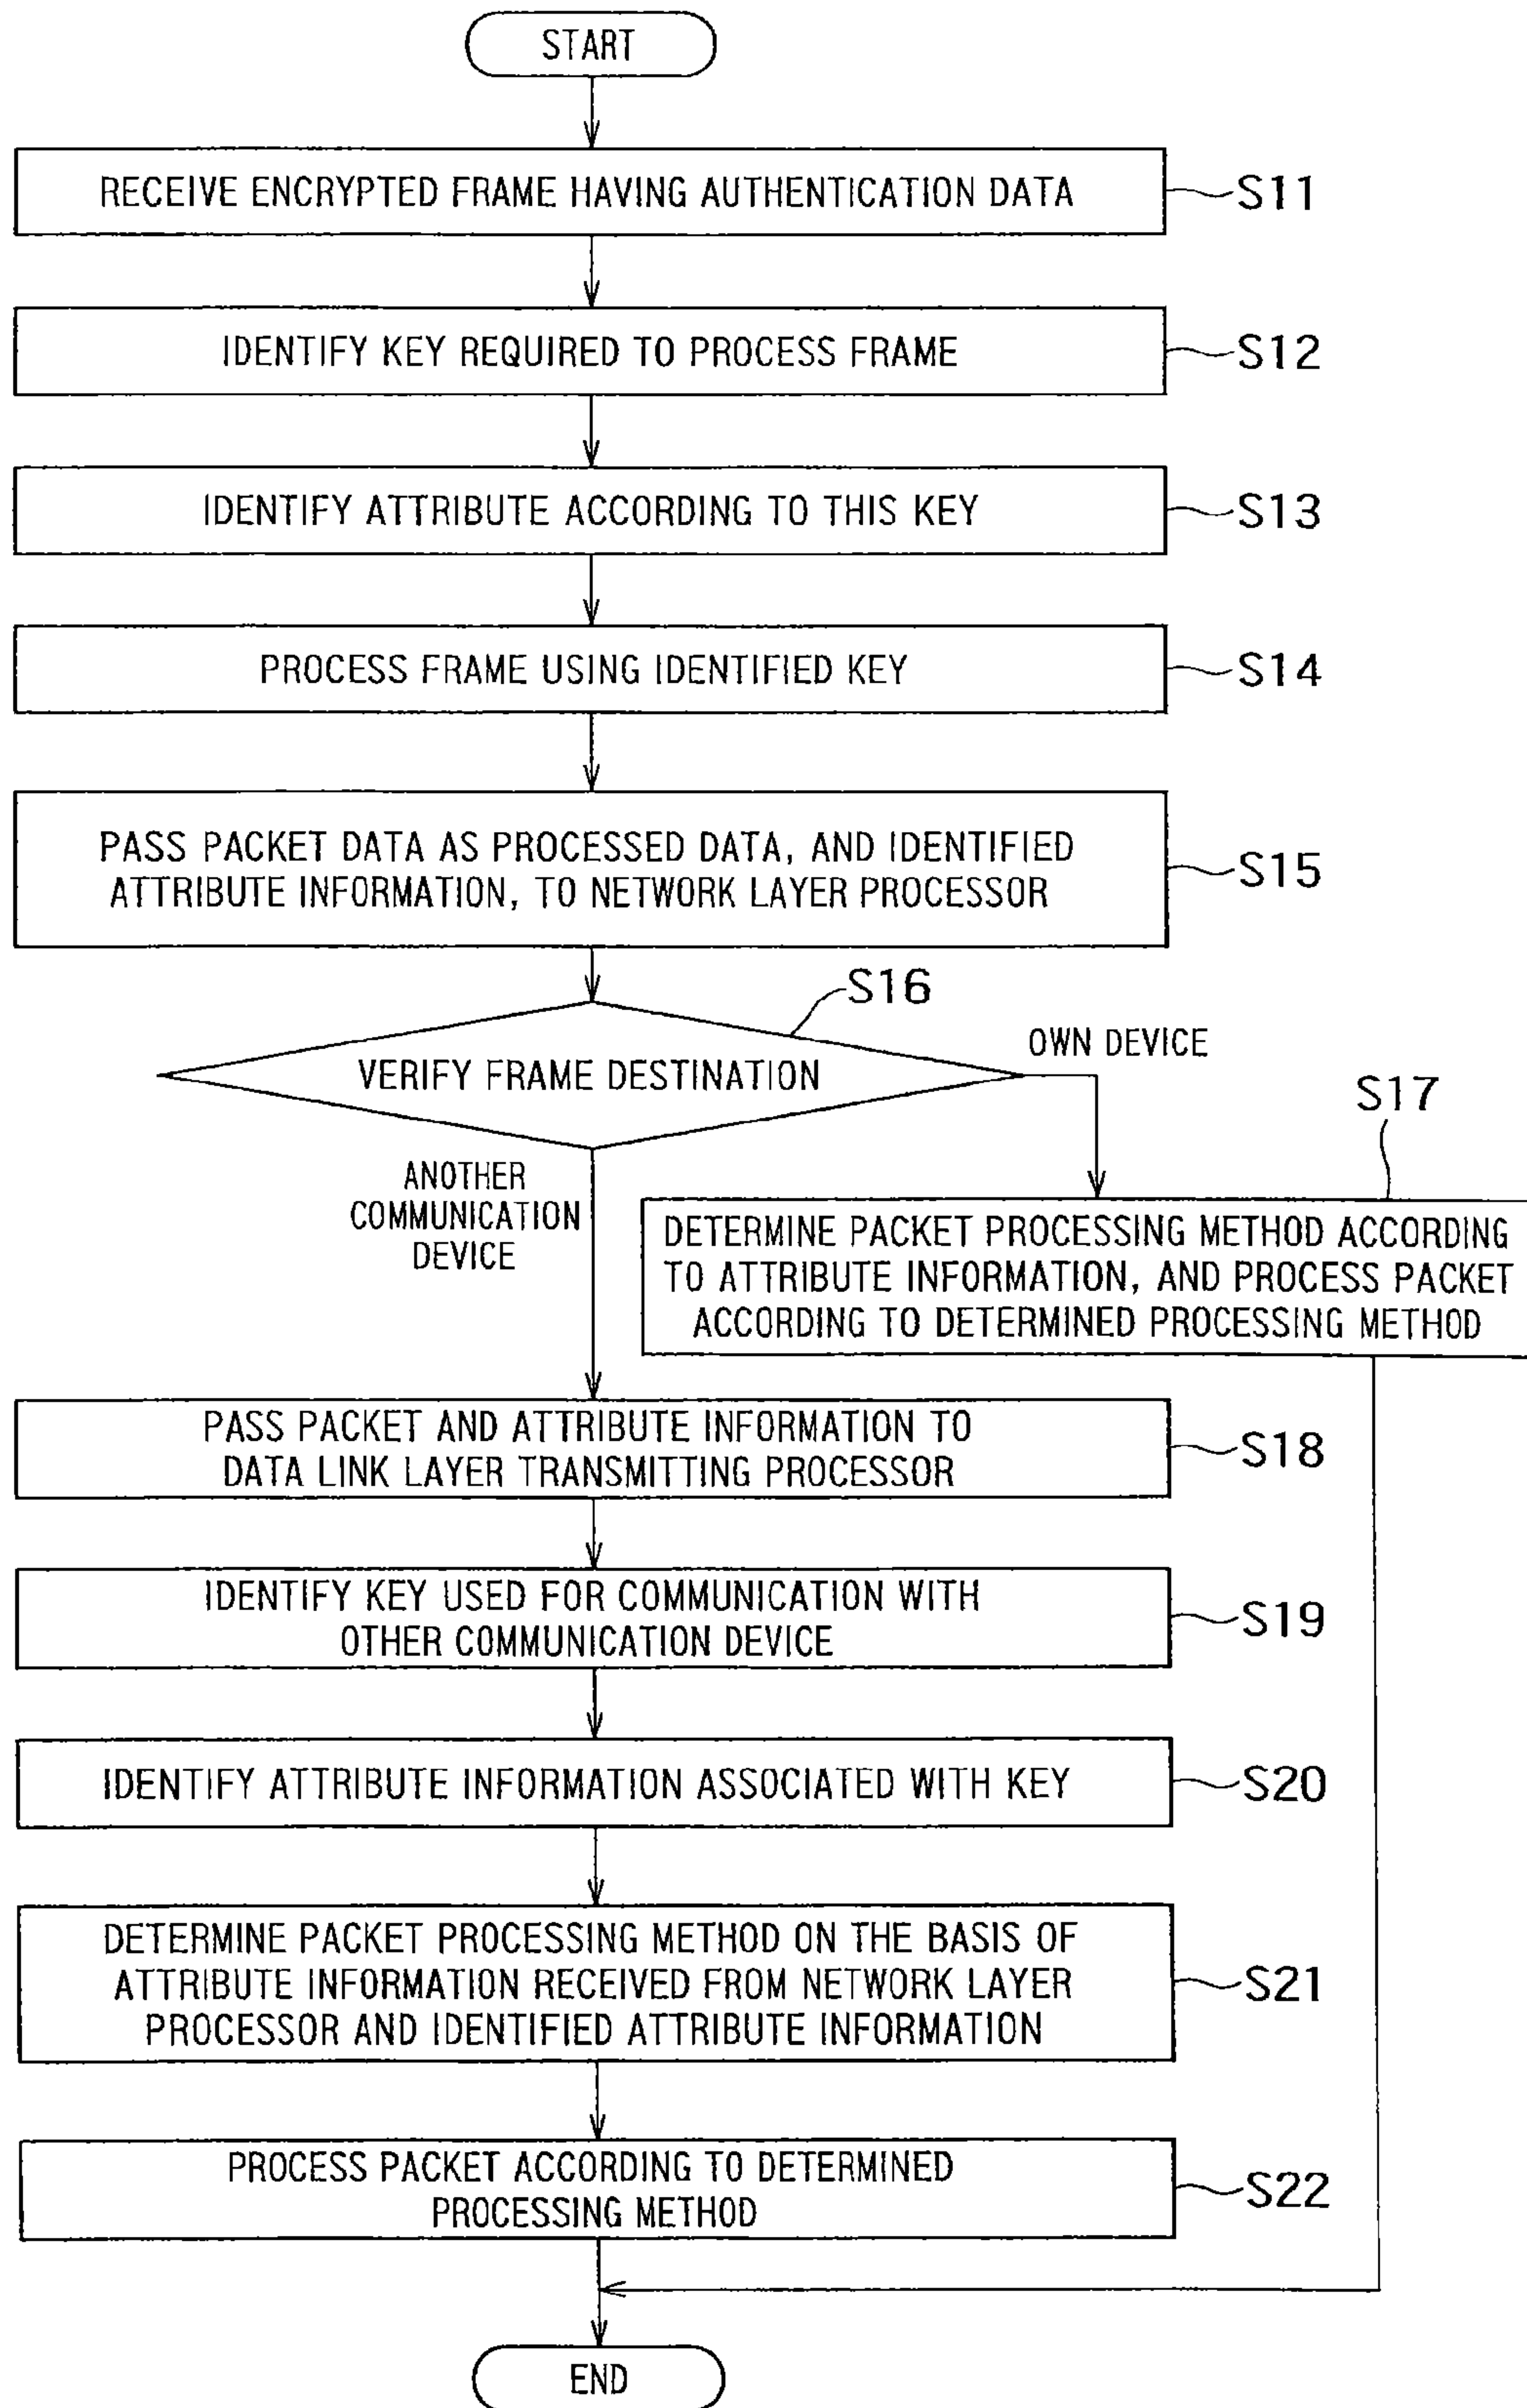 START
RECEIVE ENCRYPTED FRAME HAVING AUTHENTICATION DATA
S11
IDENTIFY KEY REQUIRED TO PROCESS FRAME
S12
IDENTIFY ATTRIBUTE ACCORDING TO THIS KEY
S13
PROCESS FRAME USING IDENTIFIED KEY
S14
PASS PACKET DATA AS PROCESSED DATA, AND IDENTIFIED
ATTRIBUTE INFORMATION, TO NETWORK LAYER PROCESSOR
S15
S16
VERIFY FRAME DESTINATION
OWN DEVICE
S17
ANOTHER
COMMUNICATION
DEVICE
DETERMINE PACKET PROCESSING METHOD ACCORDING
TO ATTRIBUTE INFORMATION, AND PROCESS PACKET
ACCORDING TO DETERMINED PROCESSING METHOD
PASS PACKET AND ATTRIBUTE INFORMATION TO
DATA LINK LAYER TRANSMITTING PROCESSOR
S18
IDENTIFY KEY USED FOR COMMUNICATION WITH
OTHER COMMUNICATION DEVICE
S19
IDENTIFY ATTRIBUTE INFORMATION ASSOCIATED WITH KEY
S20
DETERMINE PACKET PROCESSING METHOD ON THE BASIS OF
ATTRIBUTE INFORMATION RECEIVED FROM NETWORK LAYER
PROCESSOR AND IDENTIFIED ATTRIBUTE INFORMATION
S21
PROCESS PACKET ACCORDING TO DETERMINED
PROCESSING METHOD
S22
END